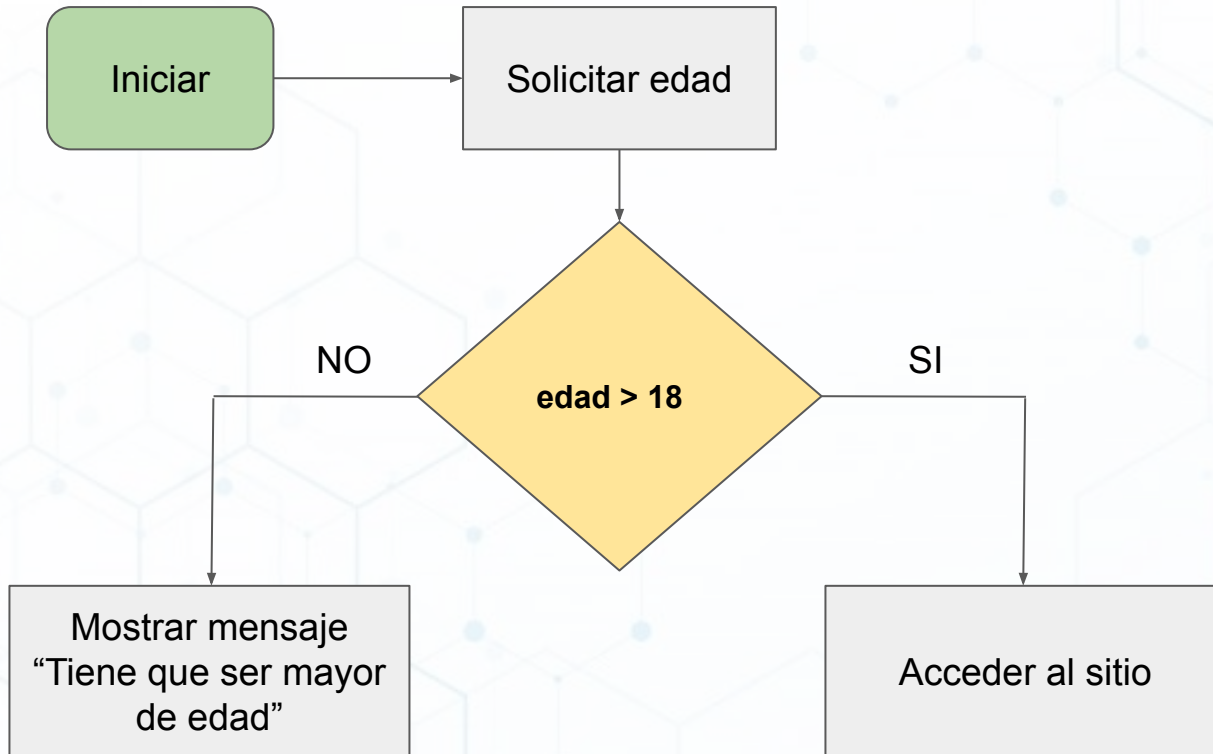 Iniciar
Solicitar edad
NO
SI
edad > 18
Mostrar mensaje
“Tiene que ser mayor
de edad”
Acceder al sitio